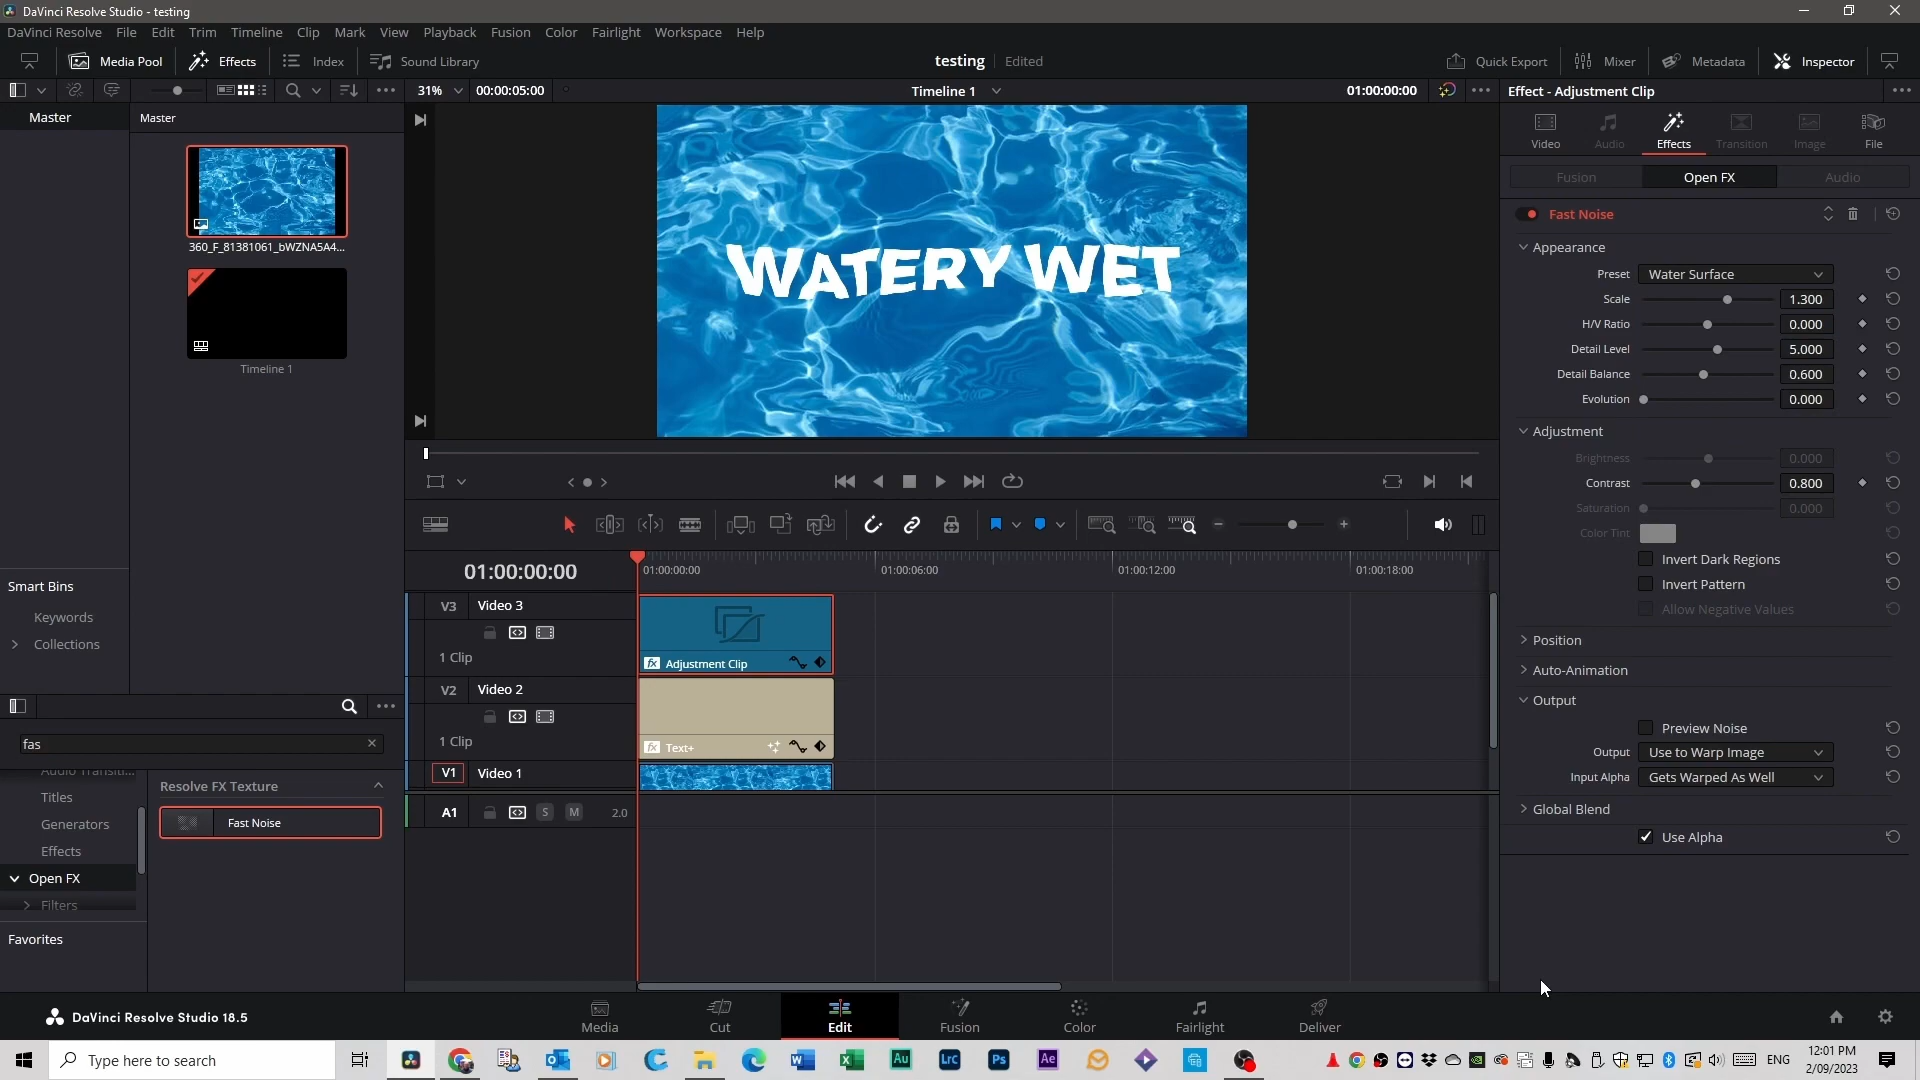 DaVinci Resolve Studio - testing
DaVinci Resolve File Edit Trim Timeline Clip Mark View Playback Fusion Color Fairlight Workspace Help
Media Pool Effects Index Sound Library testing Edited Quick Export Mixer Metadata Inspector
31% 00:00:05:00 Timeline 1 01:00:00:00 Effect - Adjustment Clip
Master
Master
360_F_81381061_bWZNA5A4...
Timeline 1
Smart Bins
Keywords
Collections
fas
Audio Transiti...
Titles
Generators
Effects
Open FX
Filters
Favorites
Resolve FX Texture
Fast Noise
WATERY WET
01:00:00:00
01:00:00:00 01:00:06:00 01:00:12:00 01:00:18:00
V3 Video 3
1 Clip
fx Adjustment Clip
V2 Video 2
1 Clip
fx Text+
V1 Video 1
A1 S M 2.0
Video Audio Effects Transition Image File
Fusion Open FX Audio
Fast Noise
Appearance
Preset Water Surface
Scale 1.300
H/V Ratio 0.000
Detail Level 5.000
Detail Balance 0.600
Evolution 0.000
Adjustment
Brightness 0.000
Contrast 0.800
Saturation 0.000
Color Tint
Invert Dark Regions
Invert Pattern
Allow Negative Values
Position
Auto-Animation
Output
Preview Noise
Output Use to Warp Image
Input Alpha Gets Warped As Well
Global Blend
Use Alpha
DaVinci Resolve Studio 18.5
Media Cut Edit Fusion Color Fairlight Deliver
Type here to search
Au Lrc Ps Ae
ENG
12:01 PM
2/09/2023